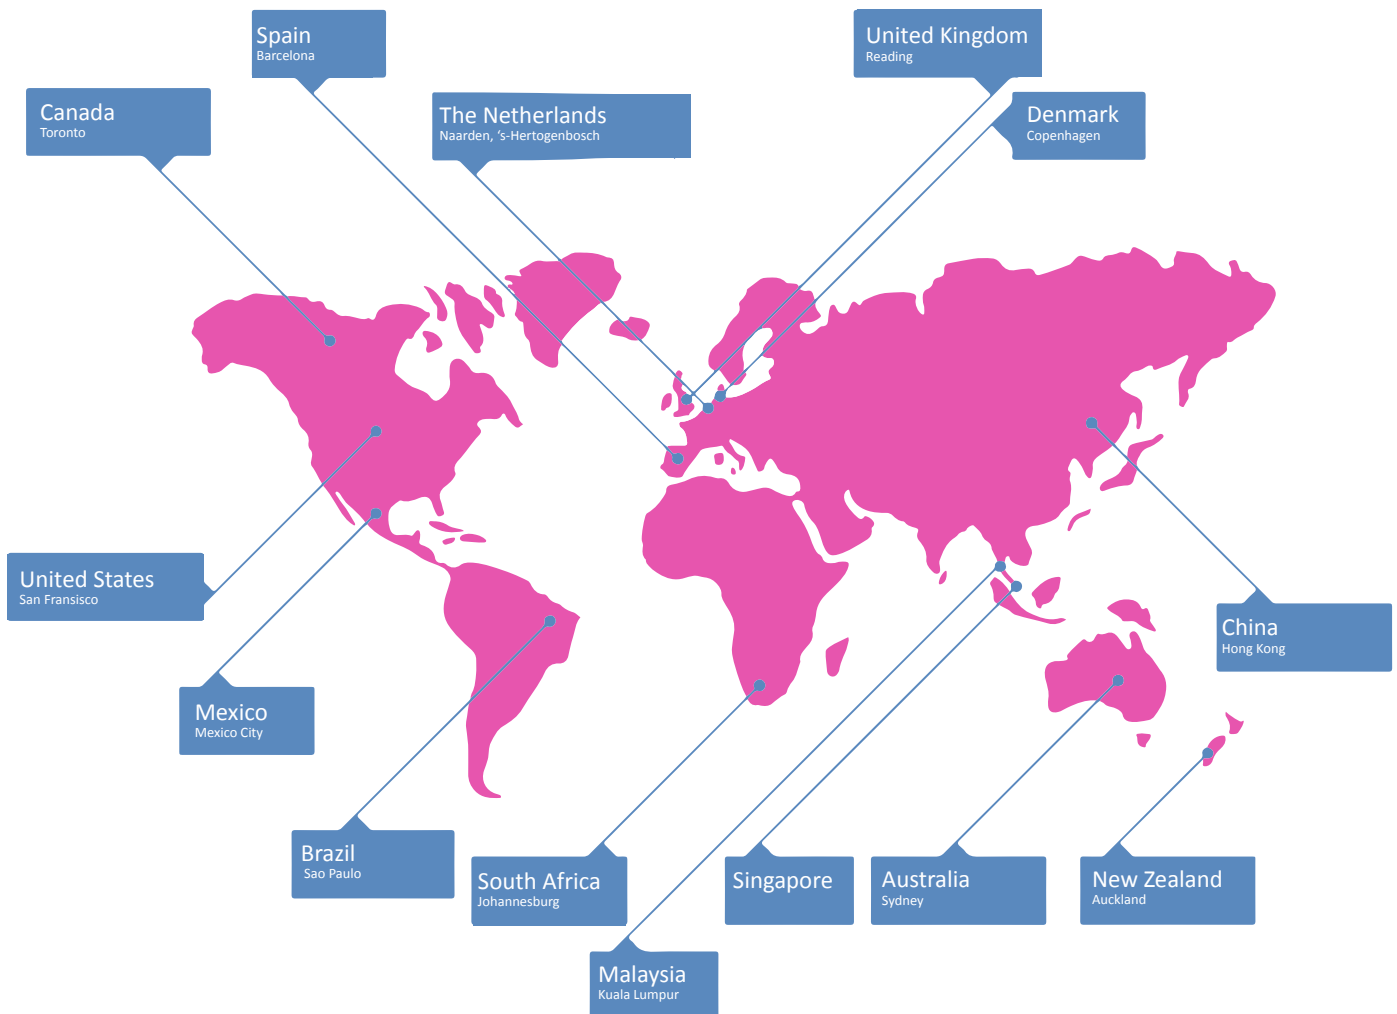 Spain
Barcelona
United Kingdom
Reading
Canada
Toronto
The Netherlands
Naarden, ‘s-Hertogenbosch
Denmark
Copenhagen
United States
San Fransisco
China
Hong Kong
Mexico
Mexico City
Brazil
Sao Paulo
South Africa
Johannesburg
Singapore
Australia
Sydney
New Zealand
Auckland
Malaysia
Kuala Lumpur